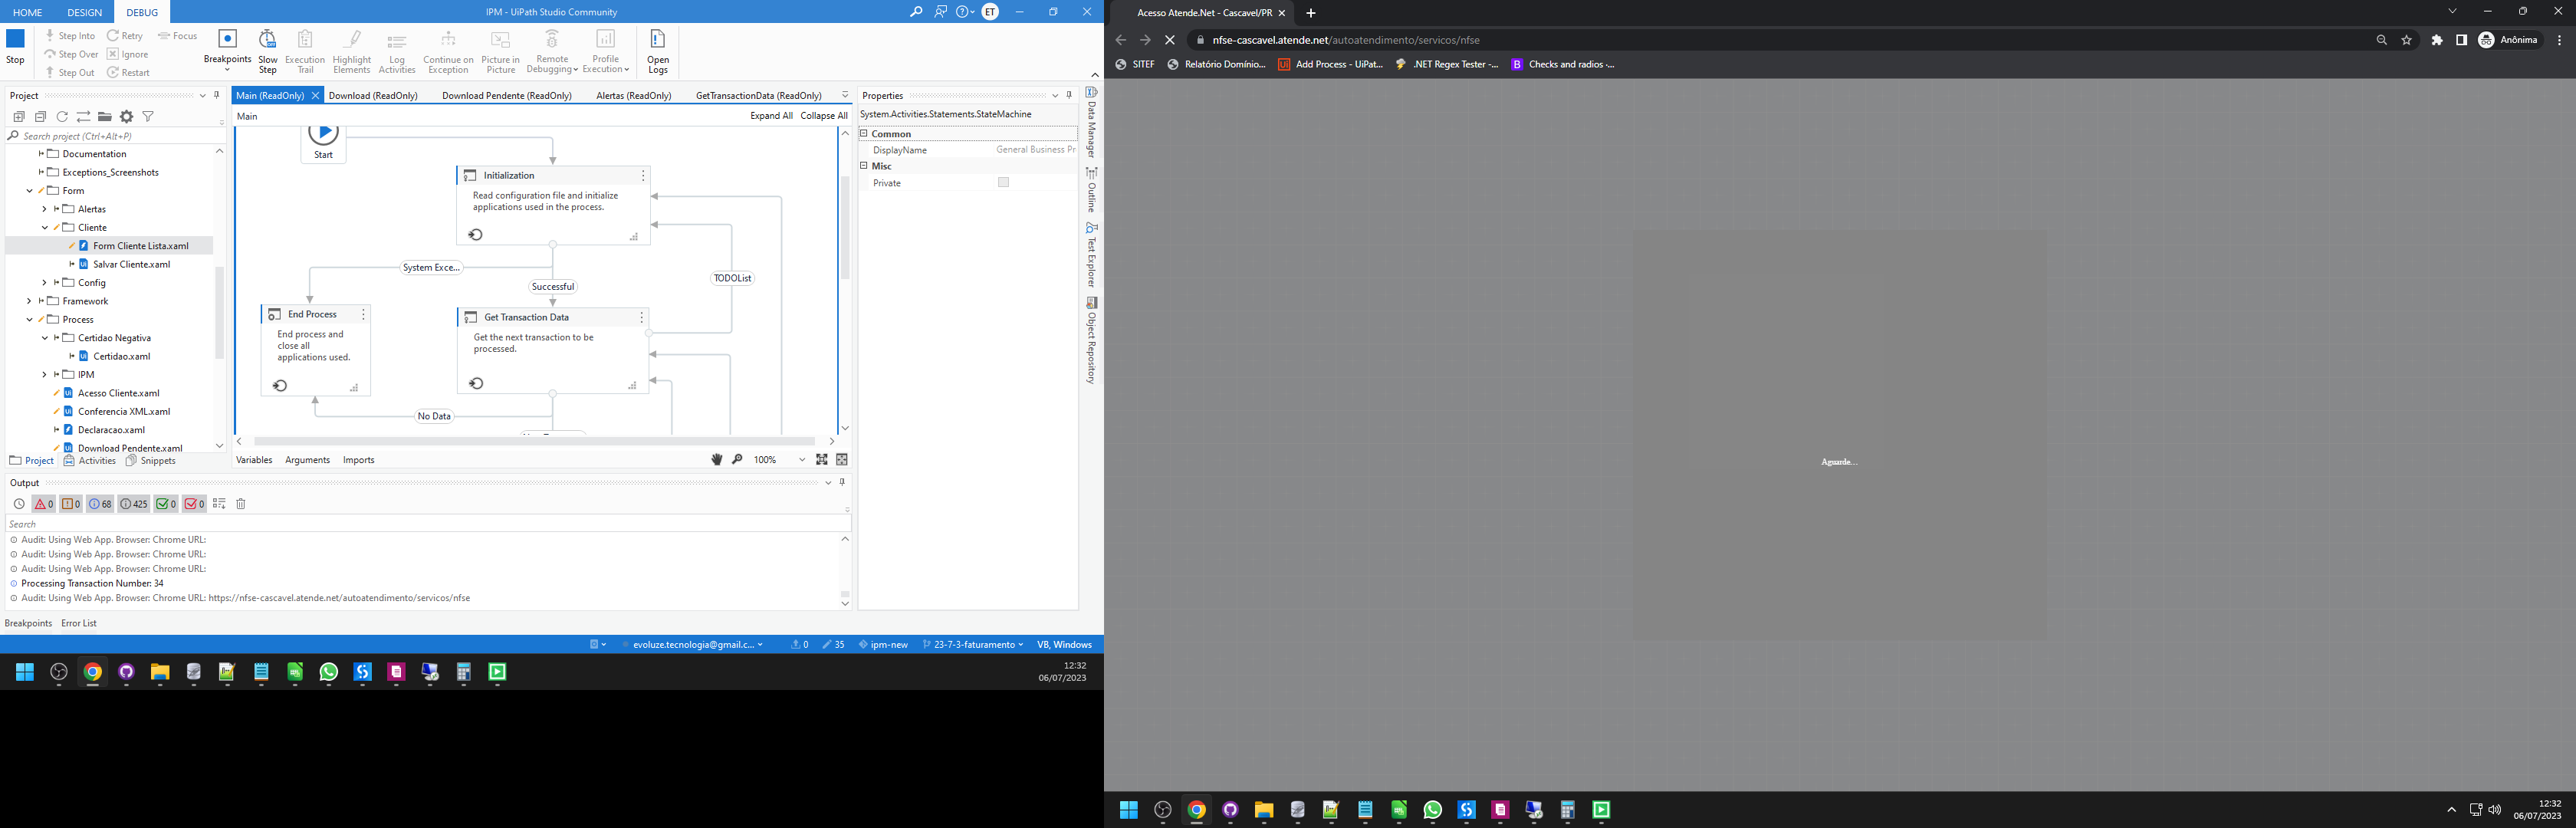 HOME DESIGN DEBUG IPM - UiPath Studio Community ET
Stop
Step Into Retry Focus
Step Over Ignore
Step Out Restart
Breakpoints
Slow Step
Execution Trail
Highlight Elements
Log Activities
Continue on Exception
Picture in Picture
Remote Debugging
Profile Execution
Open Logs
Project
Search project (Ctrl+Alt+P)
Documentation
Exceptions_Screenshots
Form
Alertas
Cliente
Form Cliente Lista.xaml
Salvar Cliente.xaml
Config
Framework
Process
Certidao Negativa
Certidao.xaml
IPM
Acesso Cliente.xaml
Conferencia XML.xaml
Declaracao.xaml
Download Pendente.xaml
Project Activities Snippets
Main (ReadOnly) Download (ReadOnly) Download Pendente (ReadOnly) Alertas (ReadOnly) GetTransactionData (ReadOnly)
Main Expand All Collapse All
Start
Initialization
Read configuration file and initialize
applications used in the process.
System Exce...
Successful
TODOList
End Process
End process and
close all
applications used.
Get Transaction Data
Get the next transaction to be
processed.
No Data
Variables Arguments Imports 100%
Properties
System.Activities.Statements.StateMachine
Common
DisplayName General Business Pr
Misc
Private
Data Manager
Outline
Test Explorer
Object Repository
Output
0 0 68 425 0 0
Search
Audit: Using Web App. Browser: Chrome URL:
Audit: Using Web App. Browser: Chrome URL:
Audit: Using Web App. Browser: Chrome URL:
Processing Transaction Number: 34
Audit: Using Web App. Browser: Chrome URL: https://nfse-cascavel.atende.net/autoatendimento/servicos/nfse
Breakpoints Error List
evoluze.tecnologia@gmail.c... 0 35 ipm-new 23-7-3-faturamento VB, Windows
12:32
06/07/2023
Acesso Atende.Net - Cascavel/PR
nfse-cascavel.atende.net/autoatendimento/servicos/nfse Anônima
SITEF Relatório Domínio... Add Process - UiPat... .NET Regex Tester -... Checks and radios ·...
Aguarde...
12:32
06/07/2023